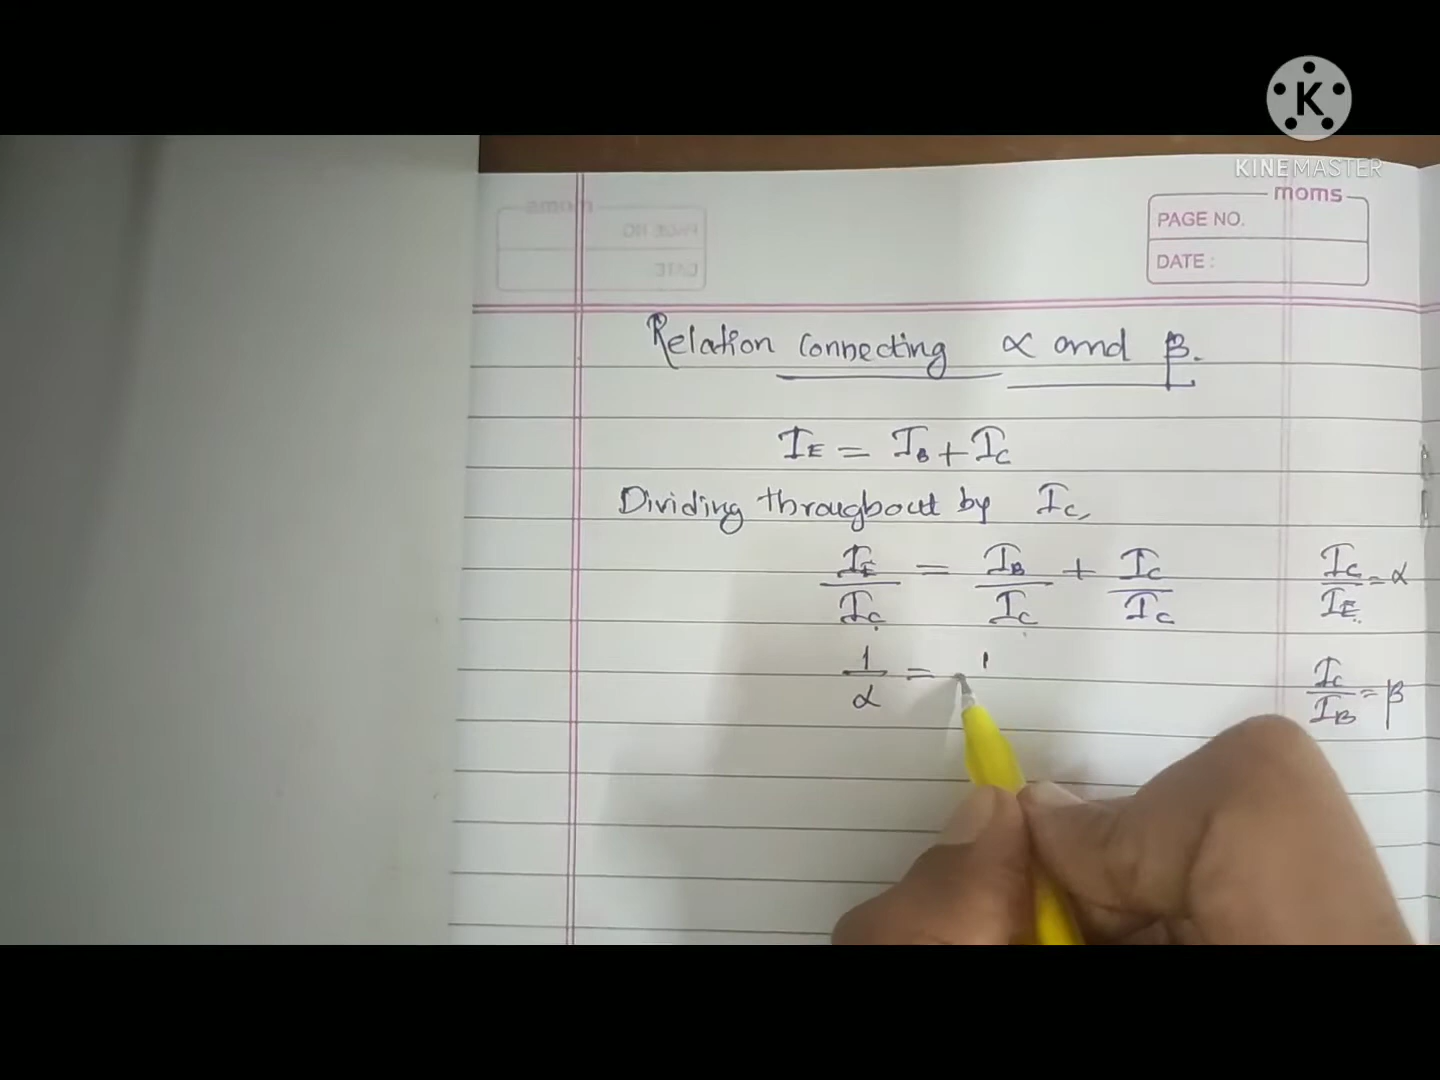 K
KINEMASTER
moms
PAGE NO.
DATE :
Relation connecting α and β.
I_E = I_B + I_C
Dividing throughout by I_C,
I_E/I_C = I_B/I_C + I_C/I_C
I_C/I_E = α
1/α = 1
I_C/I_B = β